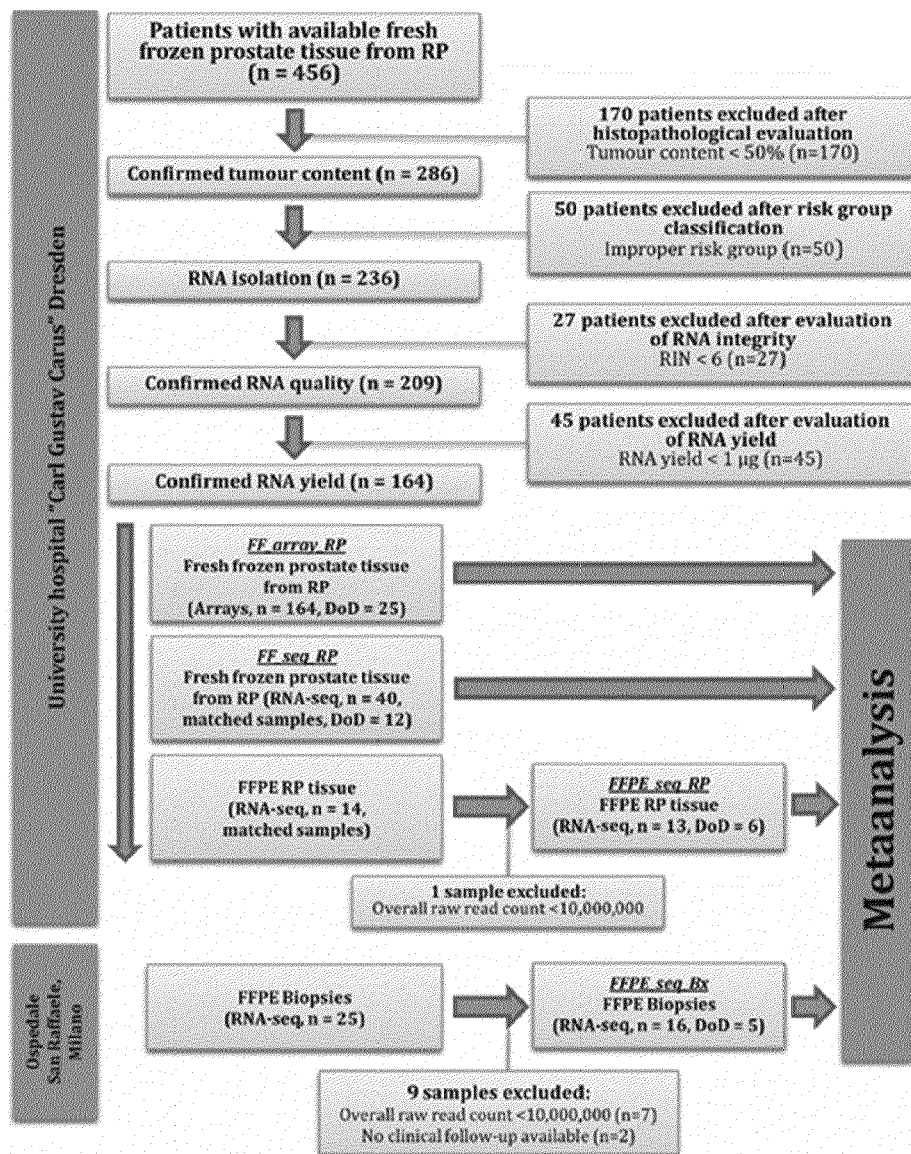 University hospital "Carl Gustav Carus" Dresden
Patients with available fresh
frozen prostate tissue from RP
(n = 456)
170 patients excluded after
histopathological evaluation
Tumour content < 50% (n=170)
Confirmed tumour content (n = 286)
50 patients excluded after risk group
classification
Improper risk group (n=50)
RNA isolation (n = 236)
27 patients excluded after evaluation
of RNA integrity
RIN < 6 (n=27)
Confirmed RNA quality (n = 209)
45 patients excluded after evaluation
of RNA yield
RNA yield < 1 µg (n=45)
Confirmed RNA yield (n = 164)
FF_array_RP
Fresh frozen prostate tissue
from RP
(Arrays, n = 164, DoD = 25)
FF_seq_RP
Fresh frozen prostate tissue
from RP (RNA-seq, n = 40,
matched samples, DoD = 12)
FFPE RP tissue
(RNA-seq, n = 14,
matched samples)
FFPE_seq_RP
FFPE RP tissue
(RNA-seq, n = 13, DoD = 6)
1 sample excluded:
Overall raw read count <10,000,000
Metaanalysis
Ospedale
San Raffaele,
Milano
FFPE Biopsies
(RNA-seq, n = 25)
FFPE_seq_Bx
FFPE Biopsies
(RNA-seq, n = 16, DoD = 5)
9 samples excluded:
Overall raw read count <10,000,000 (n=7)
No clinical follow-up available (n=2)